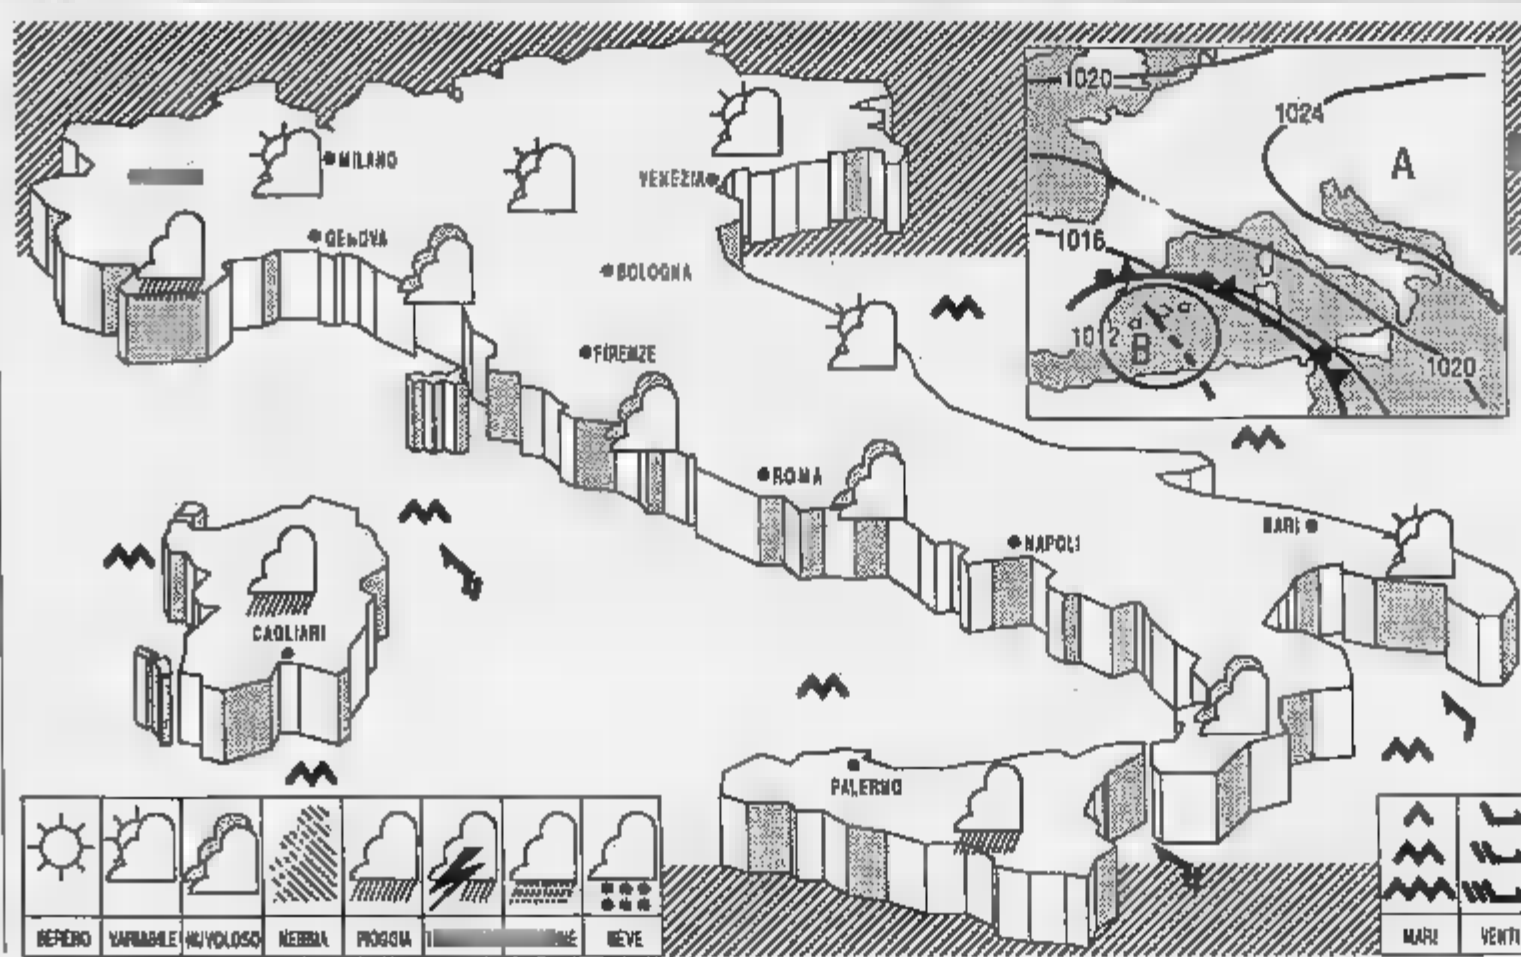 1020
1024
A
MILANO
VENEZIA
GENOVA
1016
BOLOGNA
1012
B
FIRENZE
1020
ROMA
BARI
NAPOLI
CAGLIARI
PALERMO
SERENO VARIABILE NUVOLOSO NEBBIA PIOGGIA NEVE
MARI VENTI